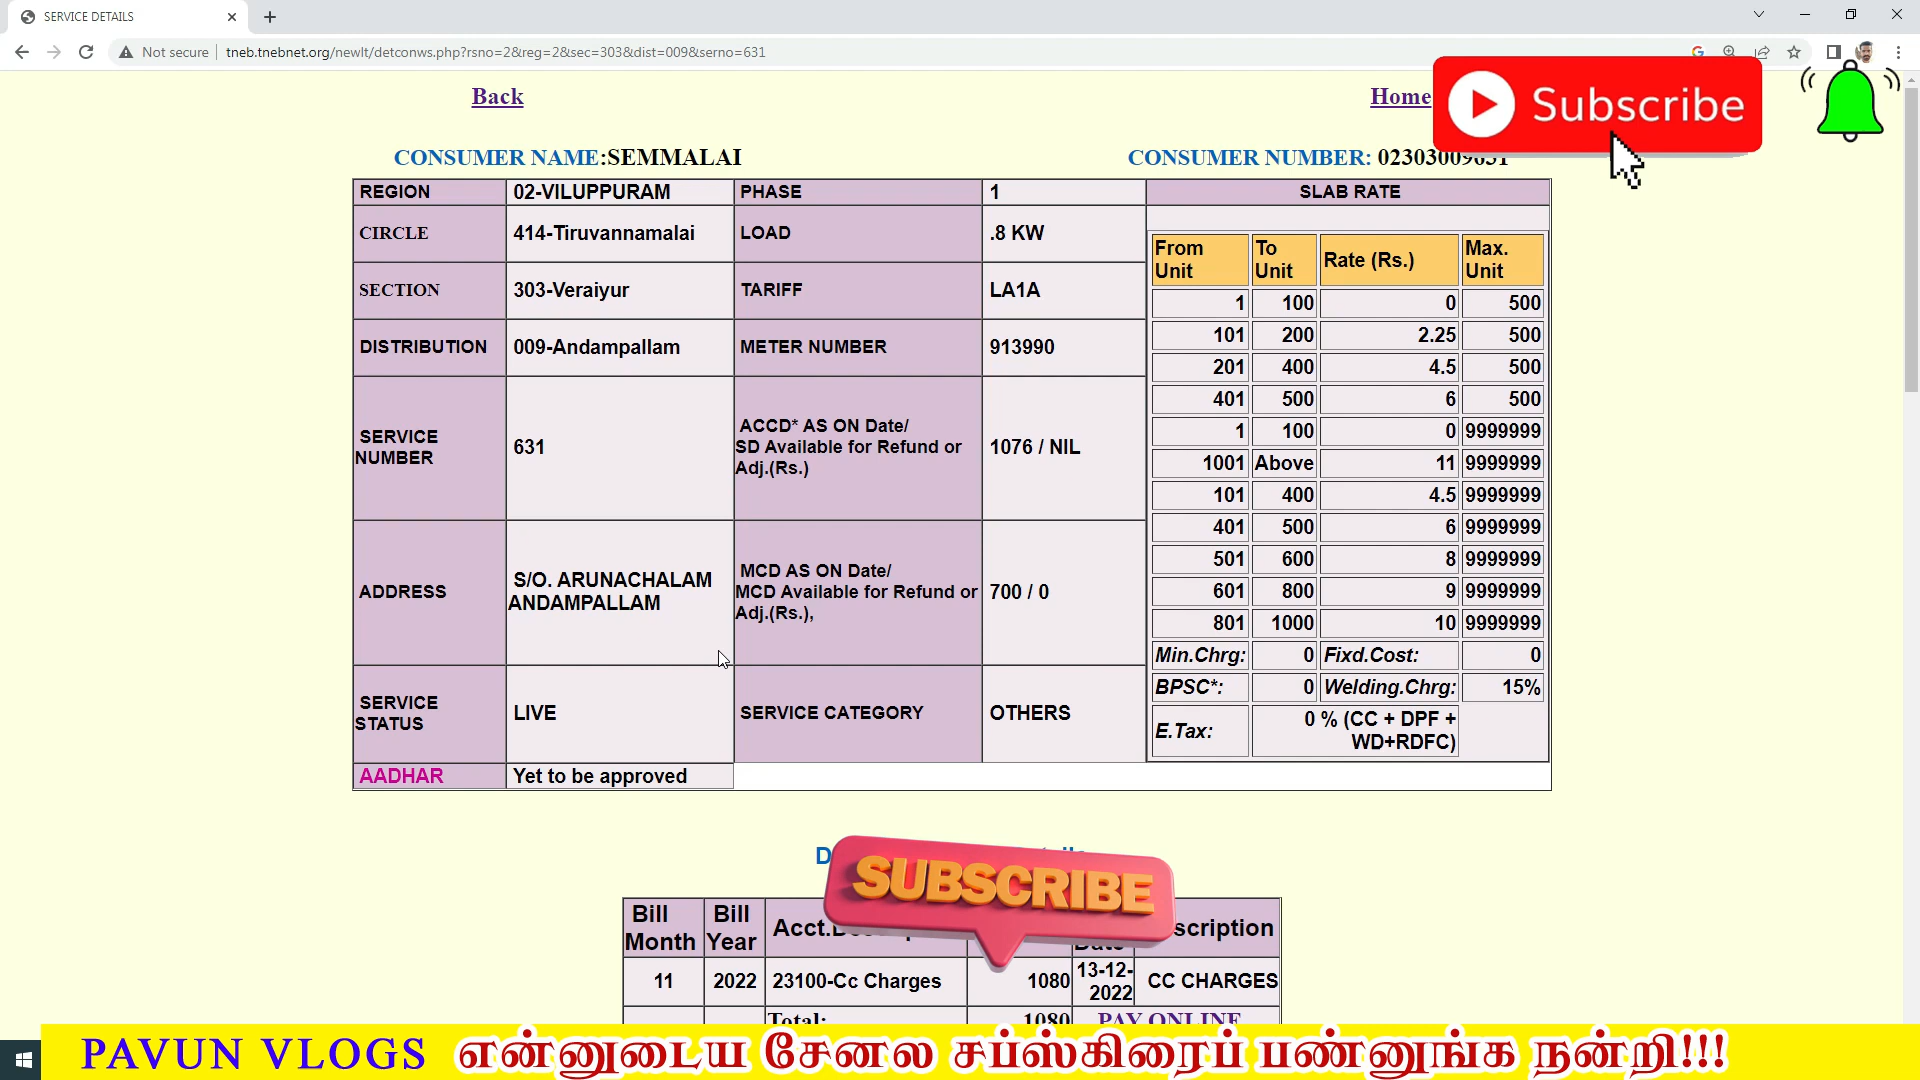 SERVICE DETAILS
Not secure | tneb.tnebnet.org/newlt/detconws.php?rsno=2&reg=2&sec=303&dist=009&serno=631
Back Home
Subscribe
CONSUMER NAME:SEMMALAI CONSUMER NUMBER: 02303009631
REGION 02-VILUPPURAM PHASE 1 SLAB RATE
CIRCLE 414-Tiruvannamalai LOAD .8 KW
SECTION 303-Veraiyur TARIFF LA1A
DISTRIBUTION 009-Andampallam METER NUMBER 913990
SERVICE NUMBER 631 ACCD* AS ON Date/ SD Available for Refund or Adj.(Rs.) 1076 / NIL
ADDRESS S/O. ARUNACHALAM ANDAMPALLAM MCD AS ON Date/ MCD Available for Refund or Adj.(Rs.), 700 / 0
SERVICE STATUS LIVE SERVICE CATEGORY OTHERS
AADHAR Yet to be approved
From Unit To Unit Rate (Rs.) Max. Unit
1 100 0 500
101 200 2.25 500
201 400 4.5 500
401 500 6 500
1 100 0 9999999
1001 Above 11 9999999
101 400 4.5 9999999
401 500 6 9999999
501 600 8 9999999
601 800 9 9999999
801 1000 10 9999999
Min.Chrg: 0 Fixd.Cost: 0
BPSC*: 0 Welding.Chrg: 15%
E.Tax: 0 % (CC + DPF + WD+RDFC)
SUBSCRIBE
Bill Month Bill Year
11 2022 23100-Cc Charges 1080 13-12-2022 CC CHARGES
Total: 1080 PAY ONLINE
PAVUN VLOGS என்னுடைய சேனல சப்ஸ்கிரைப் பண்ணுங்க நன்றி!!!